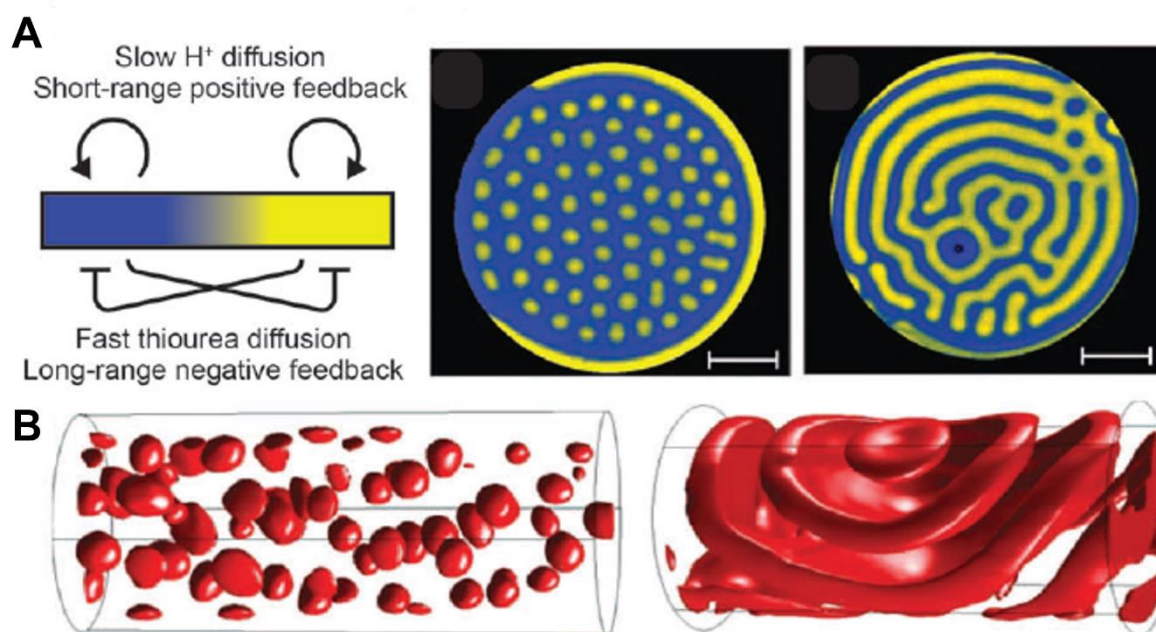 A
Slow H⁺ diffusion
Short-range positive feedback
Fast thiourea diffusion
Long-range negative feedback
B